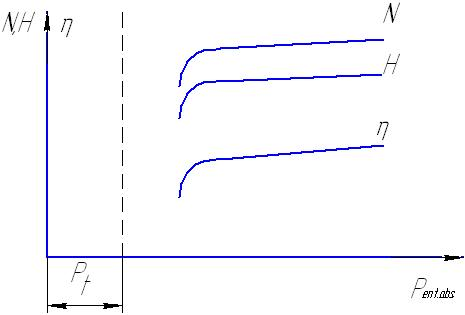 N,H η
N
H
η
Pt
Pent.abs